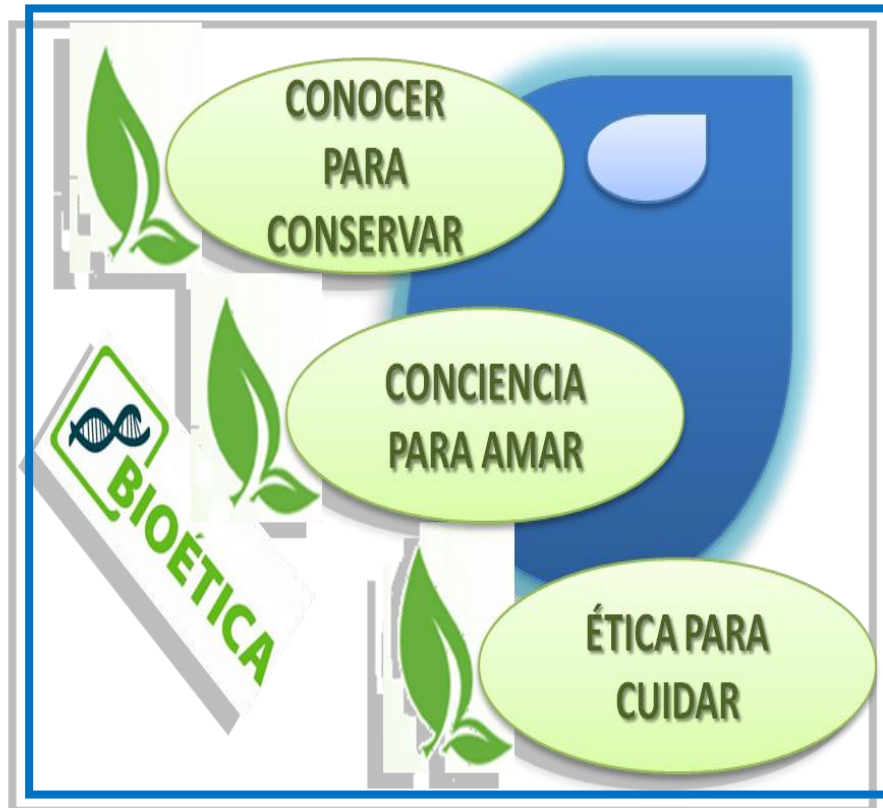 CONOCER
PARA
CONSERVAR
CONCIENCIA
PARA AMAR
BIOÉTICA
ÉTICA PARA
CUIDAR